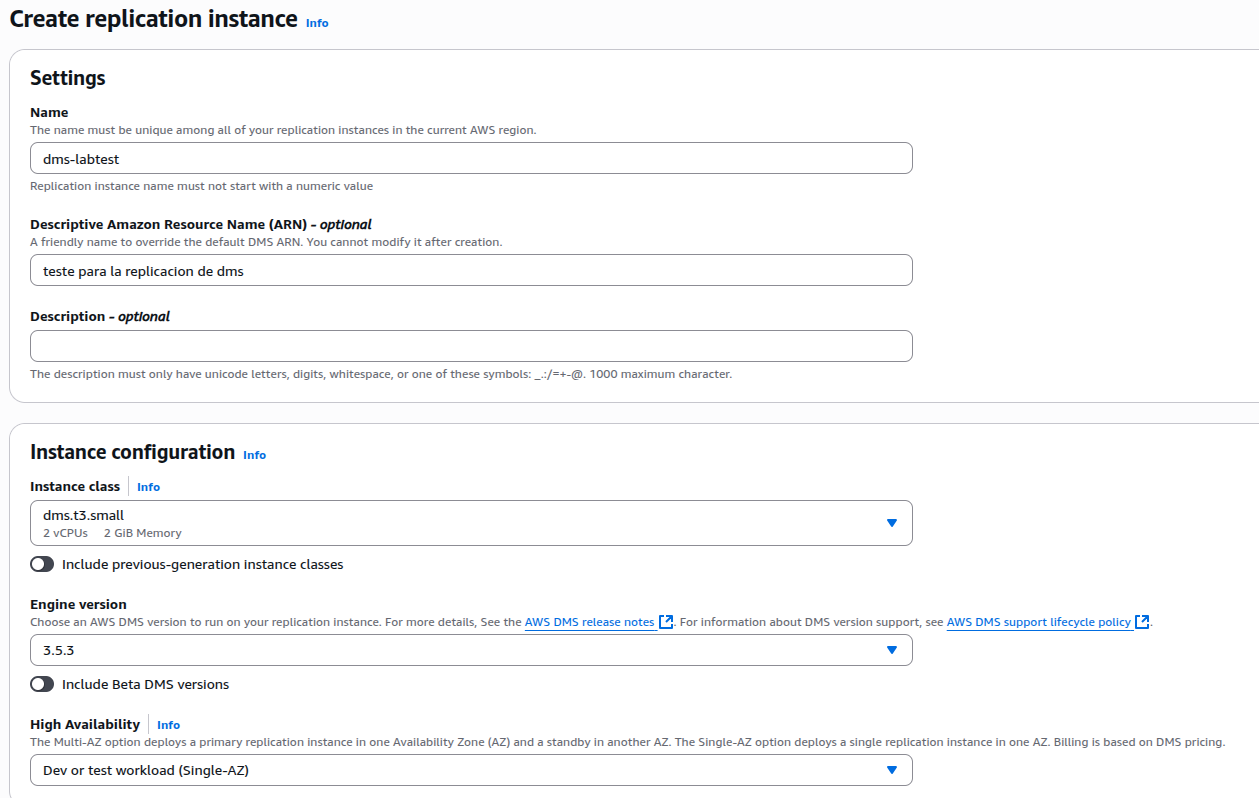 Create replication instance Info
Settings
Name
The name must be unique among all of your replication instances in the current AWS region.
dms-labtest
Replication instance name must not start with a numeric value
Descriptive Amazon Resource Name (ARN) – optional
A friendly name to override the default DMS ARN. You cannot modify it after creation.
teste para la replicacion de dms
Description – optional
The description must only have unicode letters, digits, whitespace, or one of these symbols: _.:/=+-@. 1000 maximum character.
Instance configuration Info
Instance class Info
dms.t3.small
2 vCPUs 2 GiB Memory
Include previous-generation instance classes
Engine version
Choose an AWS DMS version to run on your replication instance. For more details, See the AWS DMS release notes. For information about DMS version support, see AWS DMS support lifecycle policy.
3.5.3
Include Beta DMS versions
High Availability Info
The Multi-AZ option deploys a primary replication instance in one Availability Zone (AZ) and a standby in another AZ. The Single-AZ option deploys a single replication instance in one AZ. Billing is based on DMS pricing.
Dev or test workload (Single-AZ)